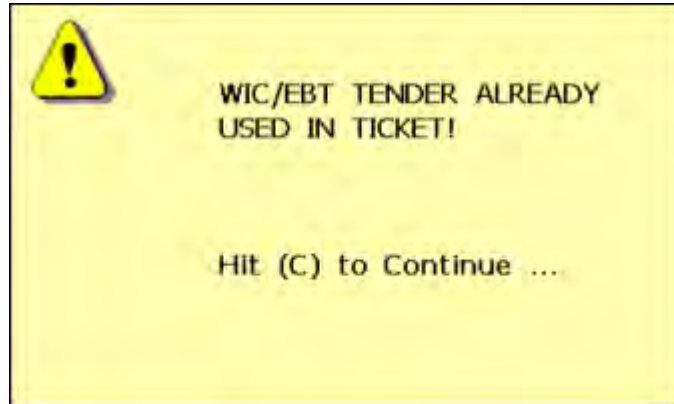 WIC/EBT TENDER ALREADY
USED IN TICKET!
Hit (C) to Continue ...